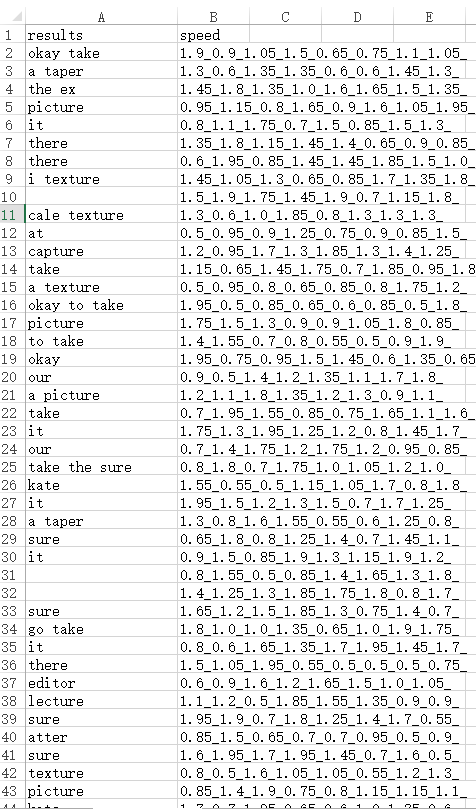 A B C D E
1 results speed
2 okay take 1.9_0.9_1.05_1.5_0.65_0.75_1.1_1.05_
3 a taper 1.3_0.6_1.35_1.35_0.6_0.6_1.45_1.3_
4 the ex 1.45_1.8_1.35_1.0_1.6_1.65_1.5_1.35_
5 picture 0.95_1.15_0.8_1.65_0.9_1.6_1.05_1.95_
6 it 0.8_1.1_1.75_0.7_1.5_0.85_1.5_1.3_
7 there 1.35_1.8_1.15_1.45_1.4_0.65_0.9_0.85_
8 there 0.6_1.95_0.85_1.45_1.45_1.85_1.5_1.0_
9 i texture 1.45_1.05_1.3_0.65_0.85_1.7_1.35_1.8_
10 1.5_1.9_1.75_1.45_1.9_0.7_1.15_1.8_
11 cale texture 1.3_0.6_1.0_1.85_0.8_1.3_1.3_1.3_
12 at 0.5_0.95_0.9_1.25_0.75_0.9_0.85_1.5_
13 capture 1.2_0.95_1.7_1.3_1.85_1.3_1.4_1.25_
14 take 1.15_0.65_1.45_1.75_0.7_1.85_0.95_1.8
15 a texture 0.5_0.95_0.8_0.65_0.85_0.8_1.75_1.2_
16 okay to take 1.95_0.5_0.85_0.65_0.6_0.85_0.5_1.8_
17 picture 1.75_1.5_1.3_0.9_0.9_1.05_1.8_0.85_
18 to take 1.4_1.55_0.7_0.8_0.55_0.5_0.9_1.9_
19 okay 1.95_0.75_0.95_1.5_1.45_0.6_1.35_0.65
20 our 0.9_0.5_1.4_1.2_1.35_1.1_1.7_1.8_
21 a picture 1.2_1.1_1.8_1.35_1.2_1.3_0.9_1.1_
22 take 0.7_1.95_1.55_0.85_0.75_1.65_1.1_1.6_
23 it 1.75_1.3_1.95_1.25_1.2_0.8_1.45_1.7_
24 our 0.7_1.4_1.75_1.2_1.75_1.2_0.95_0.85_
25 take the sure 0.8_1.8_0.7_1.75_1.0_1.05_1.2_1.0_
26 kate 1.55_0.55_0.5_1.15_1.05_1.7_0.8_1.8_
27 it 1.95_1.5_1.2_1.3_1.5_0.7_1.7_1.25_
28 a taper 1.3_0.8_1.6_1.55_0.55_0.6_1.25_0.8_
29 sure 0.65_1.8_0.8_1.25_1.4_0.7_1.45_1.1_
30 it 0.9_1.5_0.85_1.9_1.3_1.15_1.9_1.2_
31 0.8_1.55_0.5_0.85_1.4_1.65_1.3_1.8_
32 1.4_1.25_1.3_1.85_1.75_1.8_0.8_1.7_
33 sure 1.65_1.2_1.5_1.85_1.3_0.75_1.4_0.7_
34 go take 1.8_1.0_1.0_1.35_0.65_1.0_1.9_1.75_
35 it 0.8_0.6_1.65_1.35_1.7_1.95_1.45_1.7_
36 there 1.5_1.05_1.95_0.55_0.5_0.5_0.5_0.75_
37 editor 0.6_0.9_1.6_1.2_1.65_1.5_1.0_1.05_
38 lecture 1.1_1.2_0.5_1.85_1.55_1.35_0.9_0.9_
39 sure 1.95_1.9_0.7_1.8_1.25_1.4_1.7_0.55_
40 atter 0.85_1.5_0.65_0.7_0.7_0.95_0.5_0.9_
41 sure 1.6_1.95_1.7_1.95_1.45_0.7_1.6_0.5_
42 texture 0.8_0.5_1.6_1.05_1.05_0.55_1.2_1.3_
43 picture 0.85_1.4_1.9_0.75_0.8_1.15_1.15_1.1_